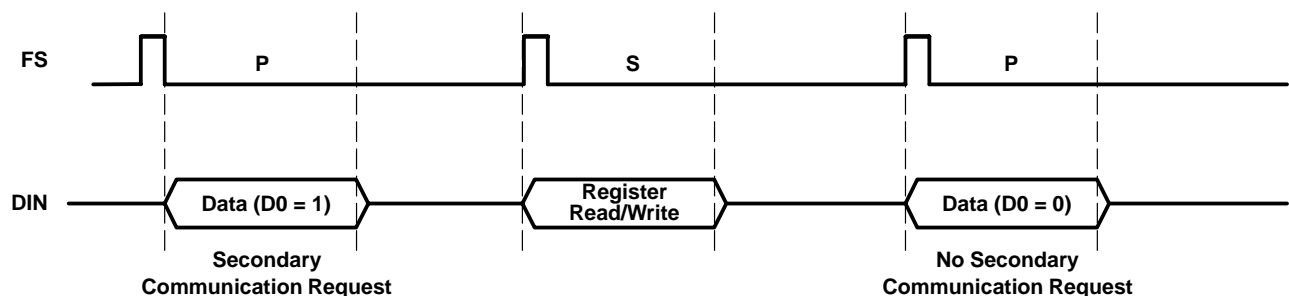 FS
P
S
P
DIN
Data (D0 = 1)
Register
Read/Write
Data (D0 = 0)
Secondary
Communication Request
No Secondary
Communication Request